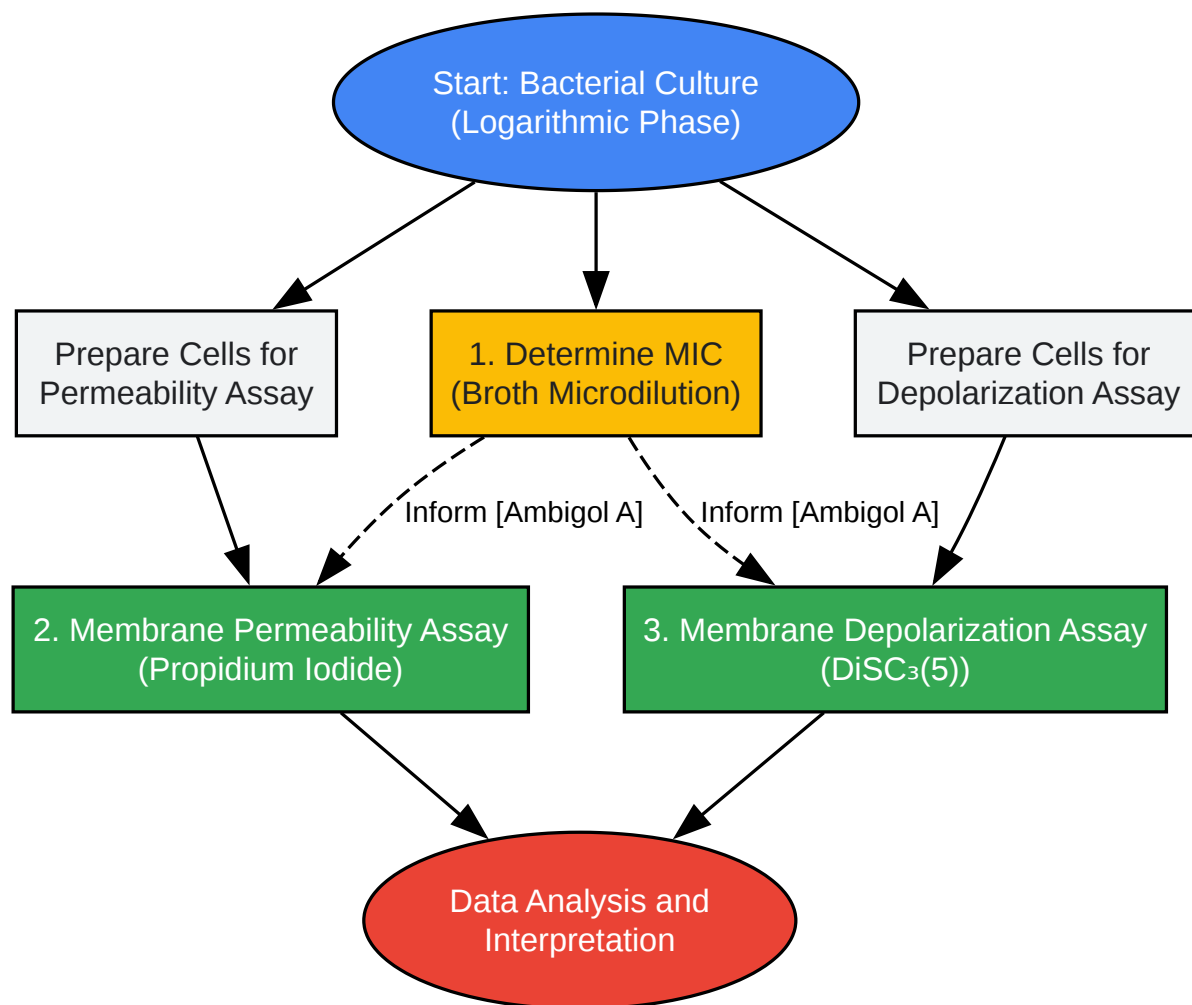 Start: Bacterial Culture
(Logarithmic Phase)
Prepare Cells for
Permeability Assay
1. Determine MIC
(Broth Microdilution)
Prepare Cells for
Depolarization Assay
Inform [Ambigol A]
Inform [Ambigol A]
2. Membrane Permeability Assay
(Propidium Iodide)
3. Membrane Depolarization Assay
(DiSC₃(5))
Data Analysis and
Interpretation